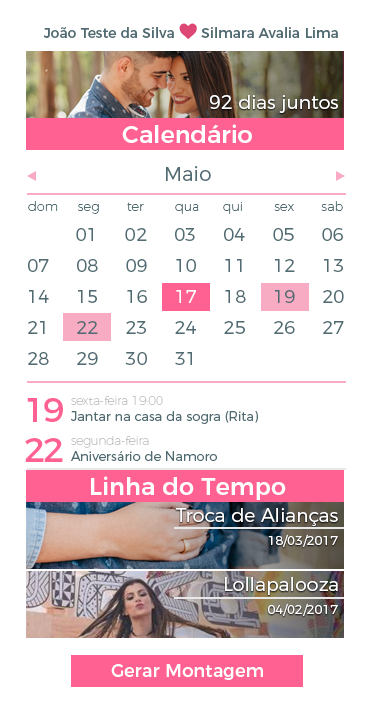 João Teste da Silva Silmara Avalia Lima
92 dias juntos
Calendário
Maio
dom seg ter qua qui sex sab
01 02 03 04 05 06
07 08 09 10 11 12 13
14 15 16 17 18 19 20
21 22 23 24 25 26 27
28 29 30 31
19 sexta-feira 19:00
Jantar na casa da sogra (Rita)
22 segunda-feira
Aniversário de Namoro
Linha do Tempo
Troca de Alianças
18/03/2017
Lollapalooza
04/02/2017
Gerar Montagem